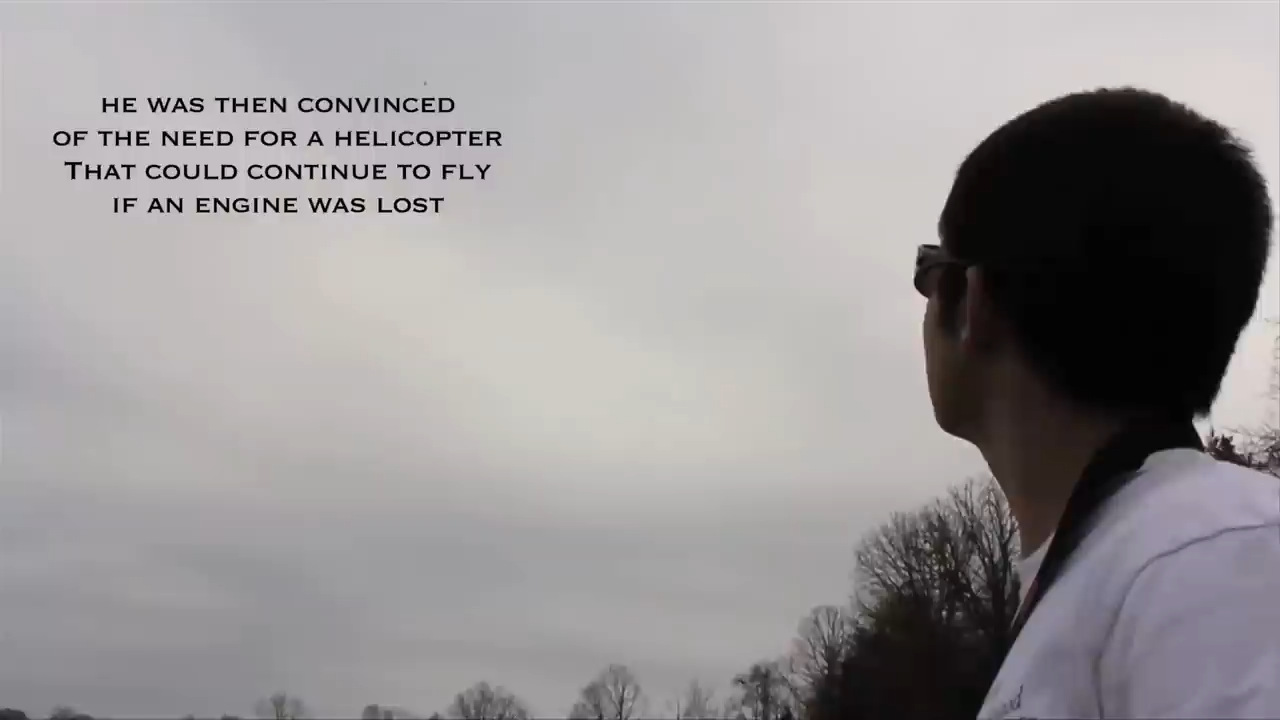 HE WAS THEN CONVINCED
OF THE NEED FOR A HELICOPTER
THAT COULD CONTINUE TO FLY
IF AN ENGINE WAS LOST